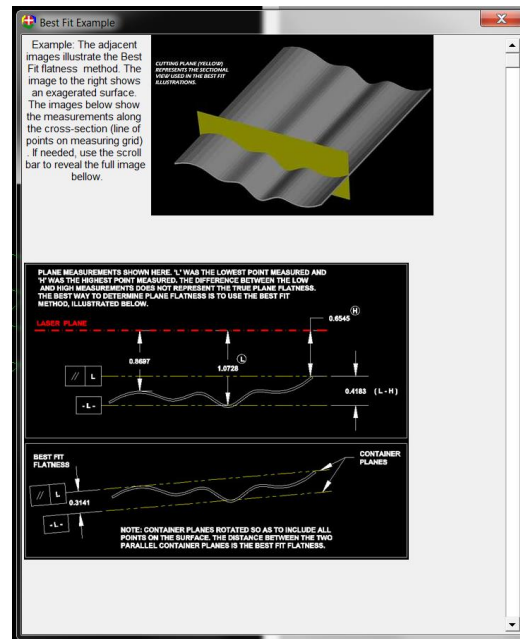 Best Fit Example
Example: The adjacent
images illustrate the Best
Fit flatness method. The
image to the right shows
an exagerated surface.
The images below show
the measurements along
the cross-section (line of
points on measuring grid)
. If needed, use the scroll
bar to reveal the full image
bellow.
CUTTING PLANE (YELLOW)
REPRESENTS THE SECTIONAL
VIEW USED IN THE BEST FIT
ILLUSTRATIONS.
PLANE MEASUREMENTS SHOWN HERE. 'L' WAS THE LOWEST POINT MEASURED AND
'H' WAS THE HIGHEST POINT MEASURED. THE DIFFERENCE BETWEEN THE LOW
AND HIGH MEASUREMENTS DOES NOT REPRESENT THE TRUE PLANE FLATNESS.
THE BEST WAY TO DETERMINE PLANE FLATNESS IS TO USE THE BEST FIT
METHOD, ILLUSTRATED BELOW.
H
0.6545
LASER PLANE
0.8697
L
1.0728
// L
0.4183 ( L - H )
- L -
BEST FIT
FLATNESS
CONTAINER
PLANES
// L
0.3141
- L -
NOTE: CONTAINER PLANES ROTATED SO AS TO INCLUDE ALL
POINTS ON THE SURFACE. THE DISTANCE BETWEEN THE TWO
PARALLEL CONTAINER PLANES IS THE BEST FIT FLATNESS.